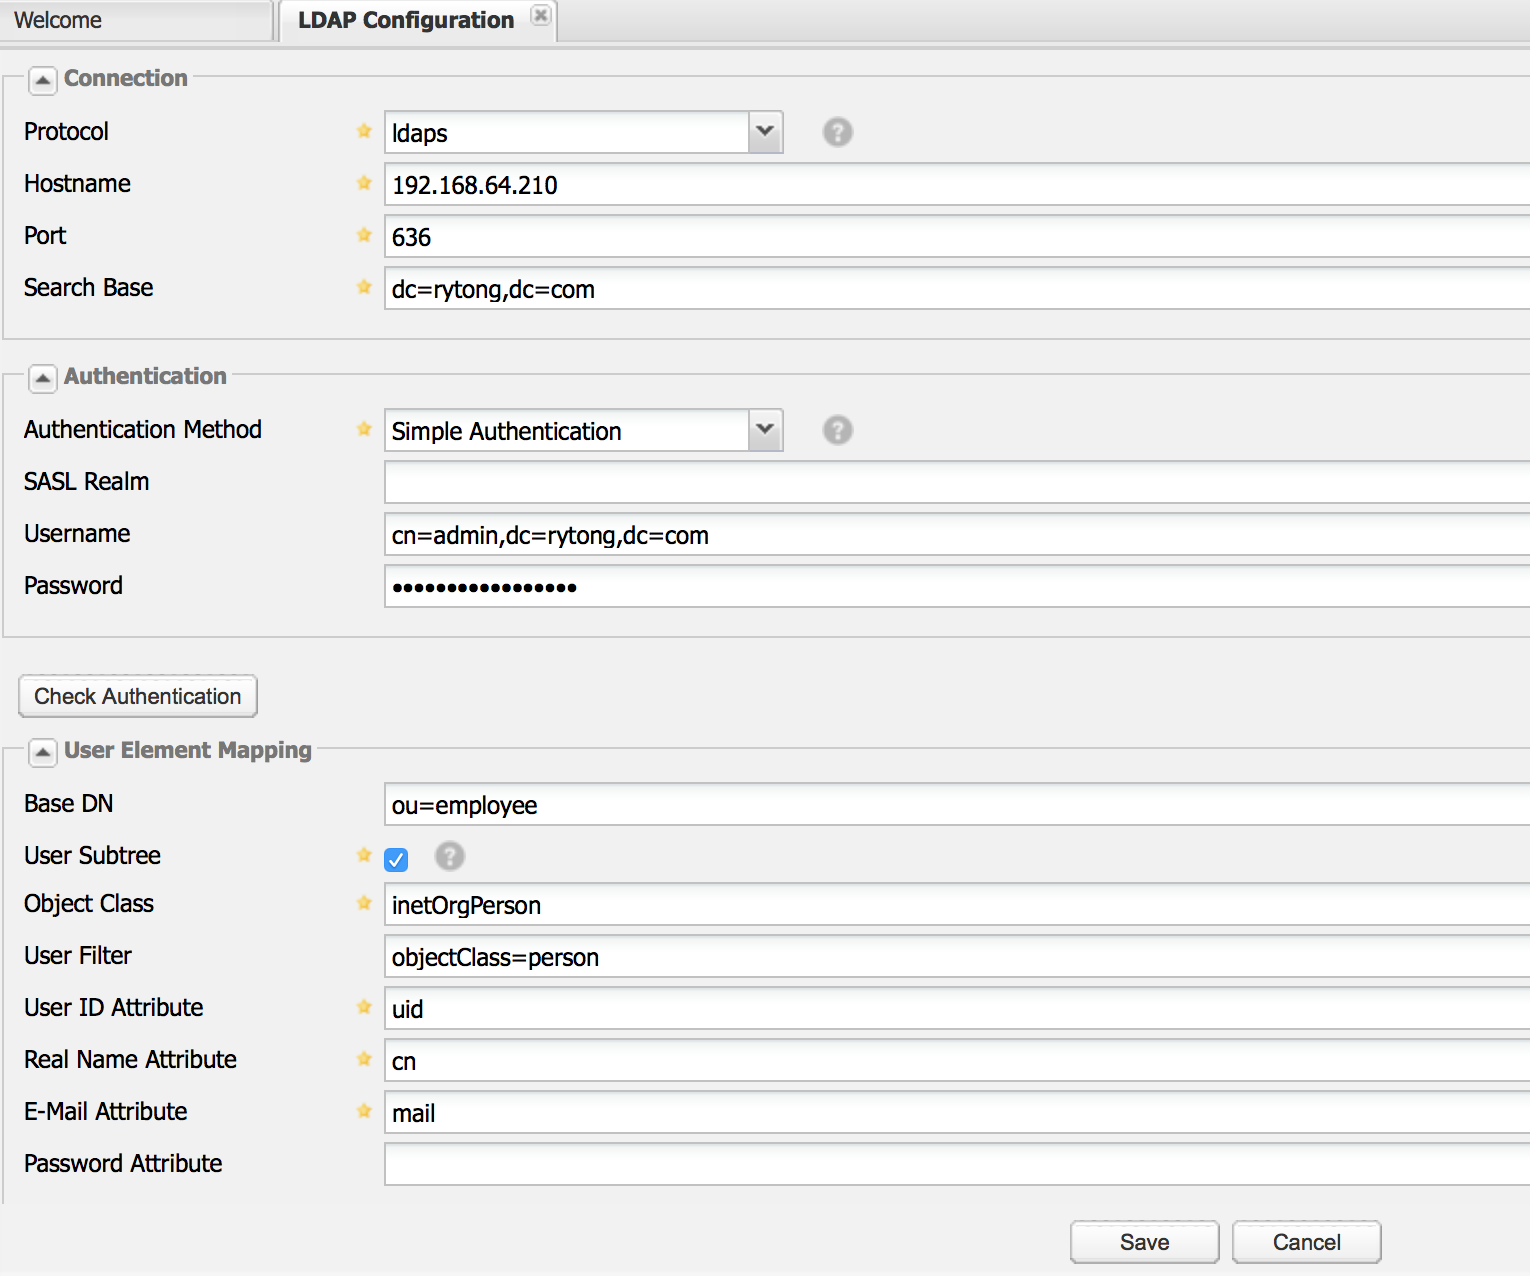 Welcome
LDAP Configuration
Connection
Protocol ldaps
Hostname 192.168.64.210
Port 636
Search Base dc=rytong,dc=com
Authentication
Authentication Method Simple Authentication
SASL Realm
Username cn=admin,dc=rytong,dc=com
Password •••••••••••••••••
Check Authentication
User Element Mapping
Base DN ou=employee
User Subtree
Object Class inetOrgPerson
User Filter objectClass=person
User ID Attribute uid
Real Name Attribute cn
E-Mail Attribute mail
Password Attribute
Save Cancel